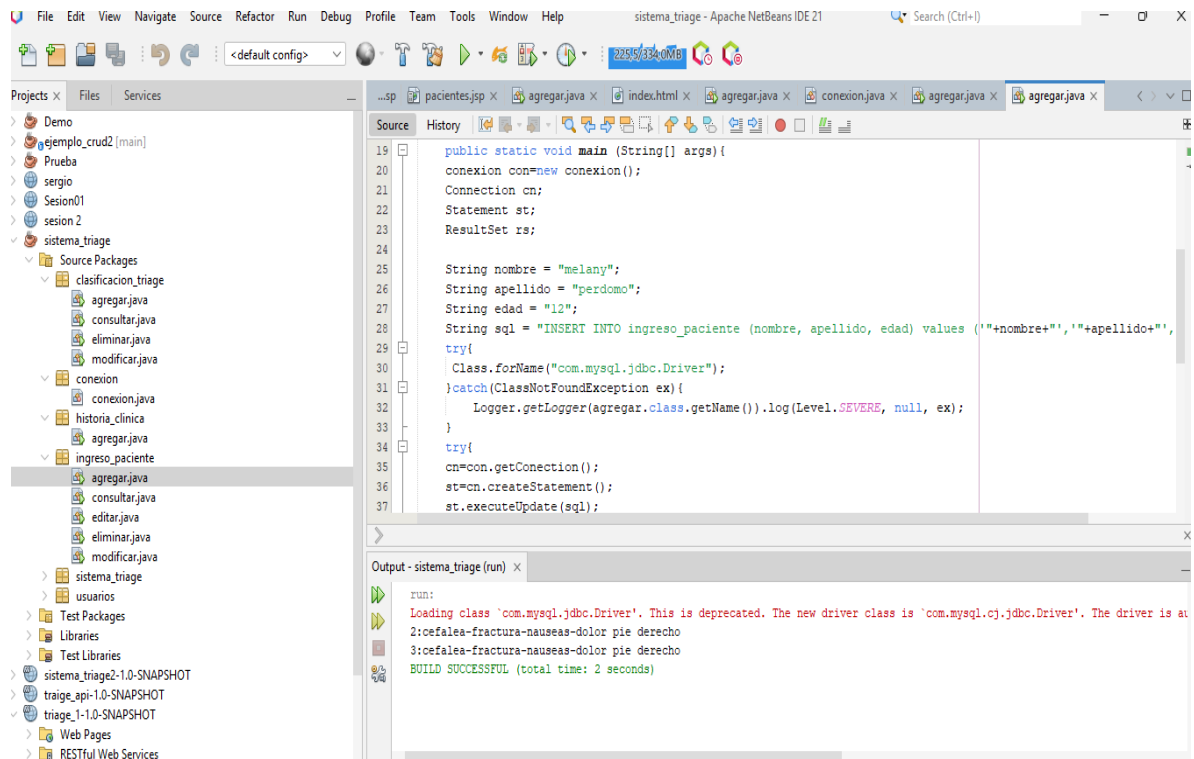 File Edit View Navigate Source Refactor Run Debug Profile Team Tools Window Help sistema_triage - Apache NetBeans IDE 21 Search (Ctrl+I)
<default config> 225,5/334,0MB
Projects Files Services
Demo
ejemplo_crud2 [main]
Prueba
sergio
Sesion01
sesion 2
sistema_triage
Source Packages
clasificacion_triage
agregar.java
consultar.java
eliminar.java
modificar.java
conexion
conexion.java
historia_clinica
agregar.java
ingreso_paciente
agregar.java
consultar.java
editar.java
eliminar.java
modificar.java
sistema_triage
usuarios
Test Packages
Libraries
Test Libraries
sistema_triage2-1.0-SNAPSHOT
traige_api-1.0-SNAPSHOT
triage_1-1.0-SNAPSHOT
Web Pages
RESTful Web Services
...sp pacientes.jsp agregar.java index.html agregar.java conexion.java agregar.java agregar.java
Source History
19 public static void main (String[] args){
20 conexion con=new conexion();
21 Connection cn;
22 Statement st;
23 ResultSet rs;
24
25 String nombre = "melany";
26 String apellido = "perdomo";
27 String edad = "12";
28 String sql = "INSERT INTO ingreso_paciente (nombre, apellido, edad) values ('"+nombre+"','"+apellido+"',
29 try{
30 Class.forName("com.mysql.jdbc.Driver");
31 }catch(ClassNotFoundException ex){
32 Logger.getLogger(agregar.class.getName()).log(Level.SEVERE, null, ex);
33 }
34 try{
35 cn=con.getConection();
36 st=cn.createStatement();
37 st.executeUpdate(sql);
Output - sistema_triage (run)
run:
Loading class `com.mysql.jdbc.Driver'. This is deprecated. The new driver class is `com.mysql.cj.jdbc.Driver'. The driver is au
2:cefalea-fractura-nauseas-dolor pie derecho
3:cefalea-fractura-nauseas-dolor pie derecho
BUILD SUCCESSFUL (total time: 2 seconds)